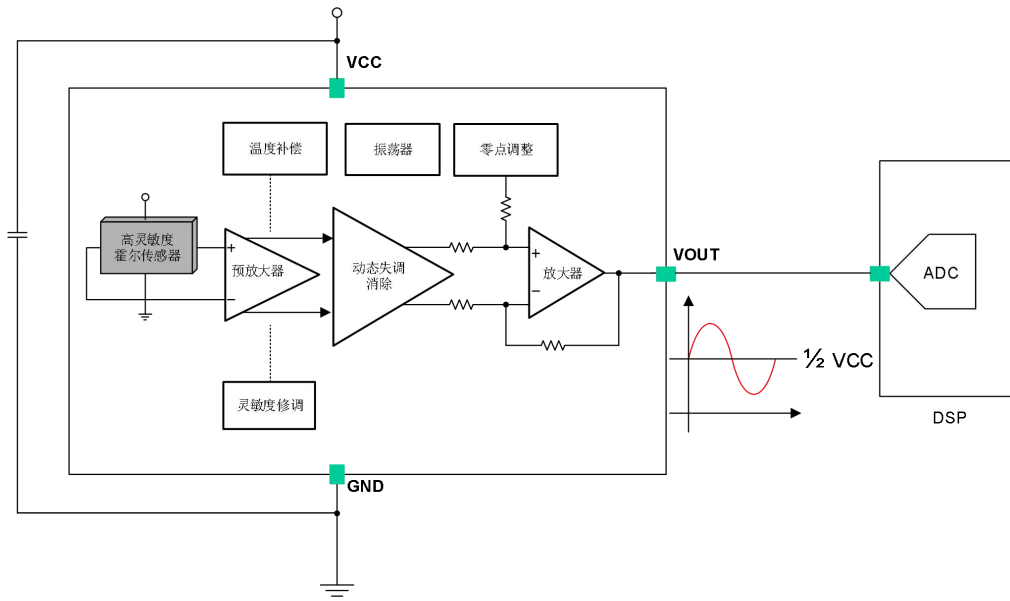 VCC
温度补偿
振荡器
零点调整
高灵敏度
霍尔传感器
+
−
预放大器
动态失调
消除
+
−
放大器
VOUT
ADC
½ VCC
灵敏度修调
DSP
GND